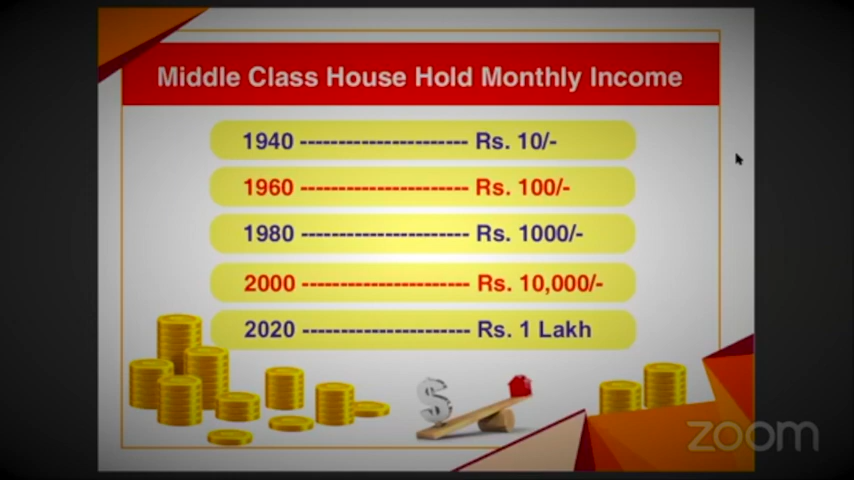 Middle Class House Hold Monthly Income
1940 ---------------------- Rs. 10/-
1960 ---------------------- Rs. 100/-
1980 ---------------------- Rs. 1000/-
2000 ---------------------- Rs. 10,000/-
2020 ---------------------- Rs. 1 Lakh
$
zoom